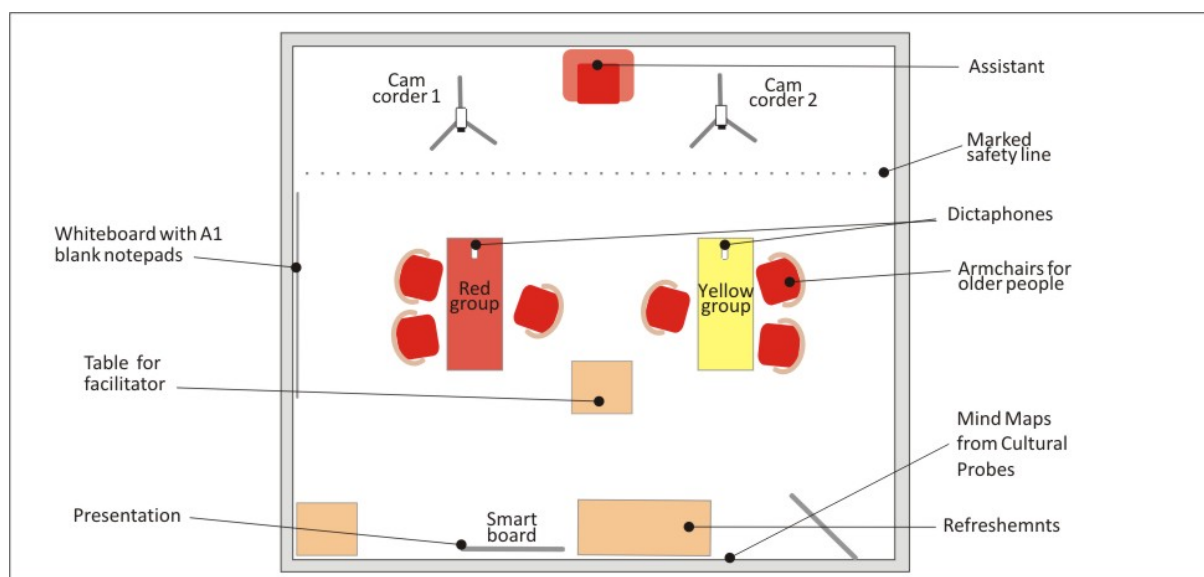 Cam
corder 1
Cam
corder 2
Assistant
Marked
safety line
Whiteboard with A1
blank notepads
Dictaphones
Red
group
Yellow
group
Armchairs for
older people
Table for
facilitator
Mind Maps
from Cultural
Probes
Presentation
Smart
board
Refreshemnts